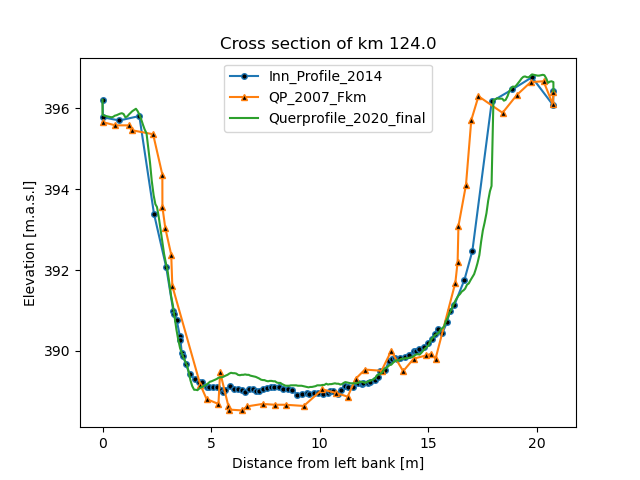 Cross section of km 124.0
Inn_Profile_2014
QP_2007_Fkm
Querprofile_2020_final
Elevation [m.a.s.l]
396
394
392
390
0
5
10
15
20
Distance from left bank [m]